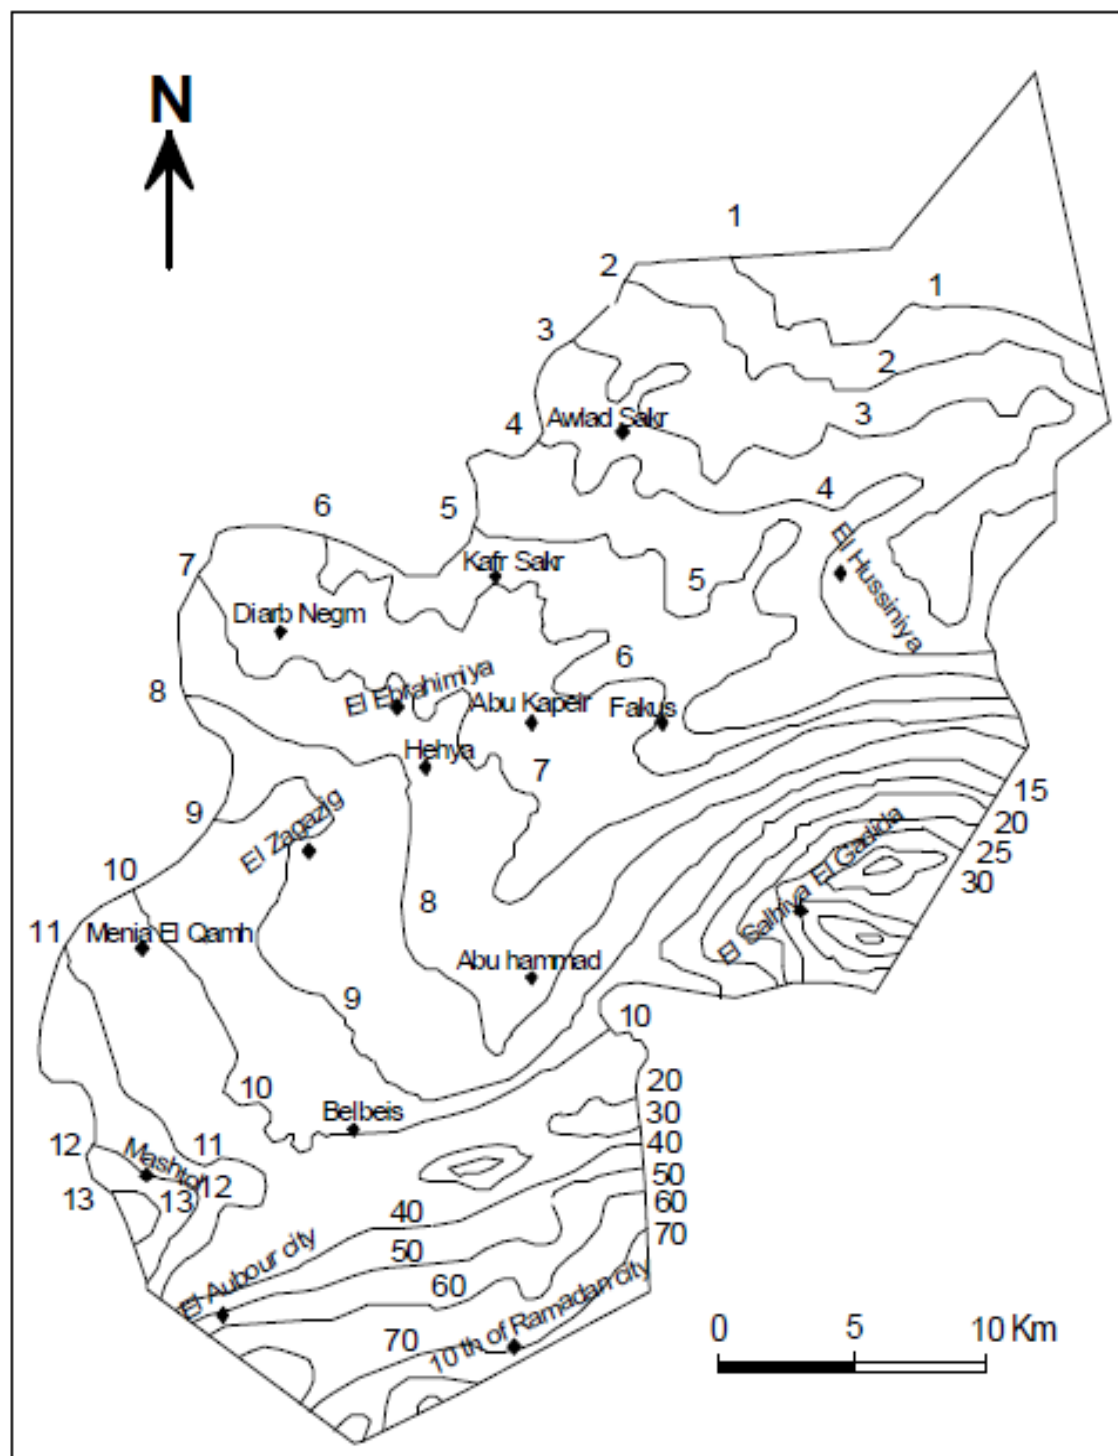 N
1
2
1
3
2
Awlad Sakr
3
4
4
6
5
El Hussiniya
7
Kafr Sakr
5
Diarb Negm
6
8
El Ebrahimiya
Abu Kapeir
Fakus
Hehya
7
15
9
El Zagazig
20
El Salhiya El Gadida
25
10
30
8
11
Menia El Qamh
Abu hammad
9
10
20
10
Belbeis
30
12
11
40
Mashtol
50
13
13
12
60
40
70
50
El Aubour city
60
70
10 th of Ramadan city
0
5
10 Km